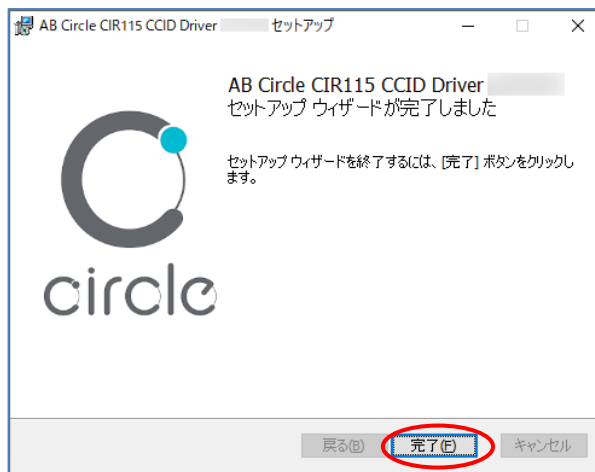 AB Circle CIR115 CCID Driver セットアップ
AB Circle CIR115 CCID Driver
セットアップ ウィザードが完了しました
セットアップ ウィザードを終了するには、[完了] ボタンをクリックし
ます。
circle
戻る(B) 完了(F) キャンセル